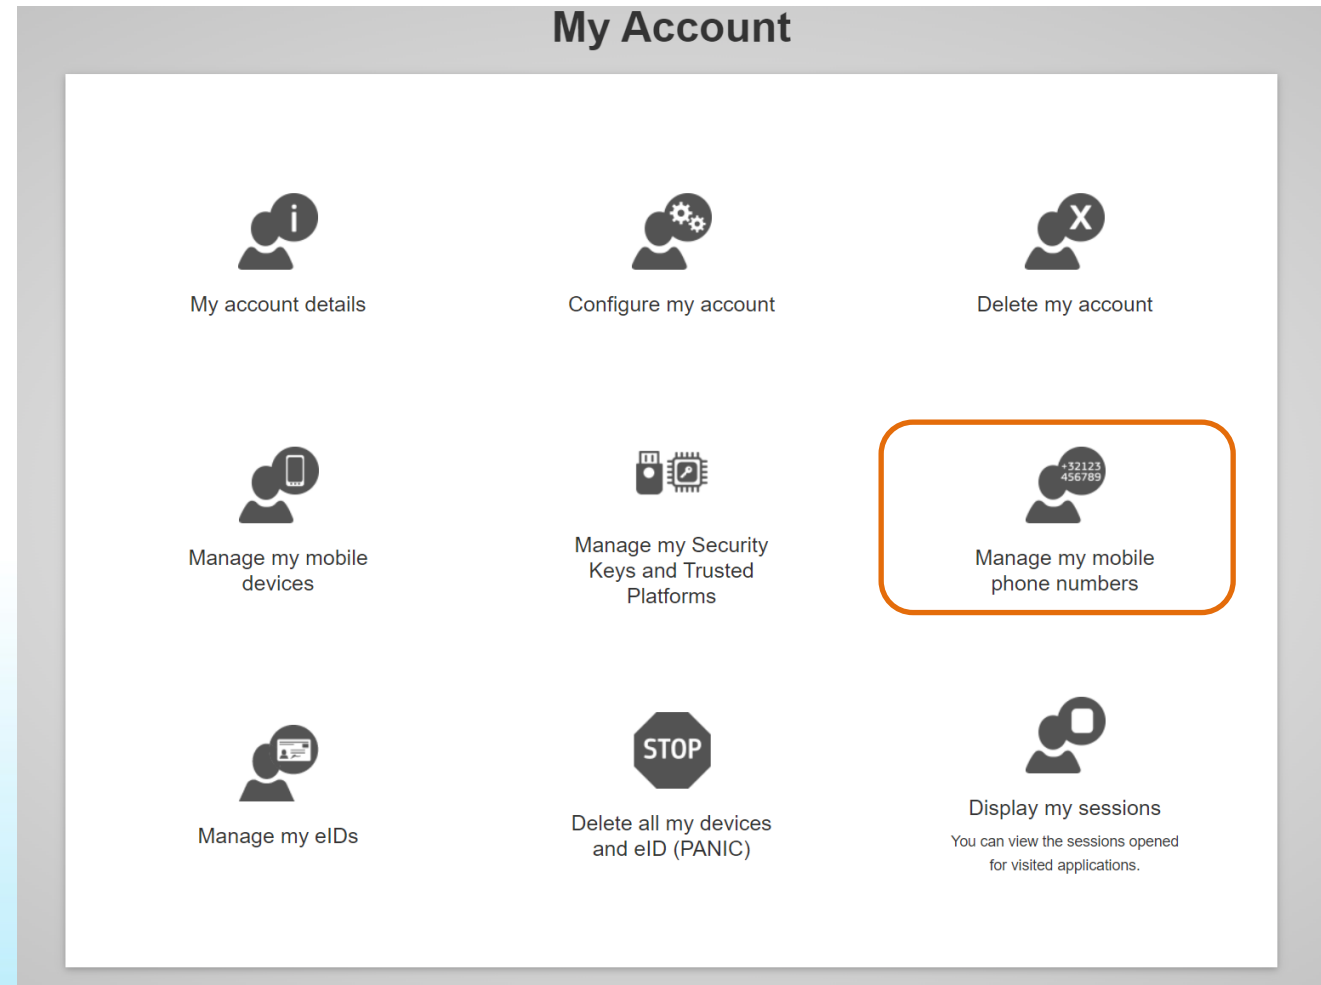 My Account
i
X
My account details
Configure my account
Delete my account
+32123
456789
Manage my mobile
devices
Manage my Security
Keys and Trusted
Platforms
Manage my mobile
phone numbers
STOP
Manage my eIDs
Delete all my devices
and eID (PANIC)
Display my sessions
You can view the sessions opened
for visited applications.